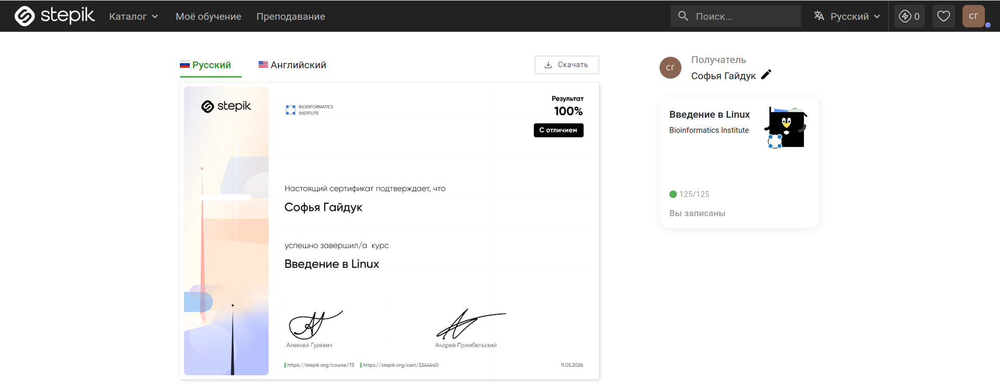 stepik Каталог Моё обучение Преподавание Поиск... Русский 0 СГ
Русский Английский Скачать
stepik
BIOINFORMATICS
INSTITUTE
Результат
100%
С отличием
Настоящий сертификат подтверждает, что
Софья Гайдук
успешно завершил/а курс
Введение в Linux
Алексей Гуревич Андрей Пржибельский
https://stepik.org/course/73 https://stepik.org/cert/3244440 11.05.2026
СГ
Получатель
Софья Гайдук
Введение в Linux
Bioinformatics Institute
125/125
Вы записаны